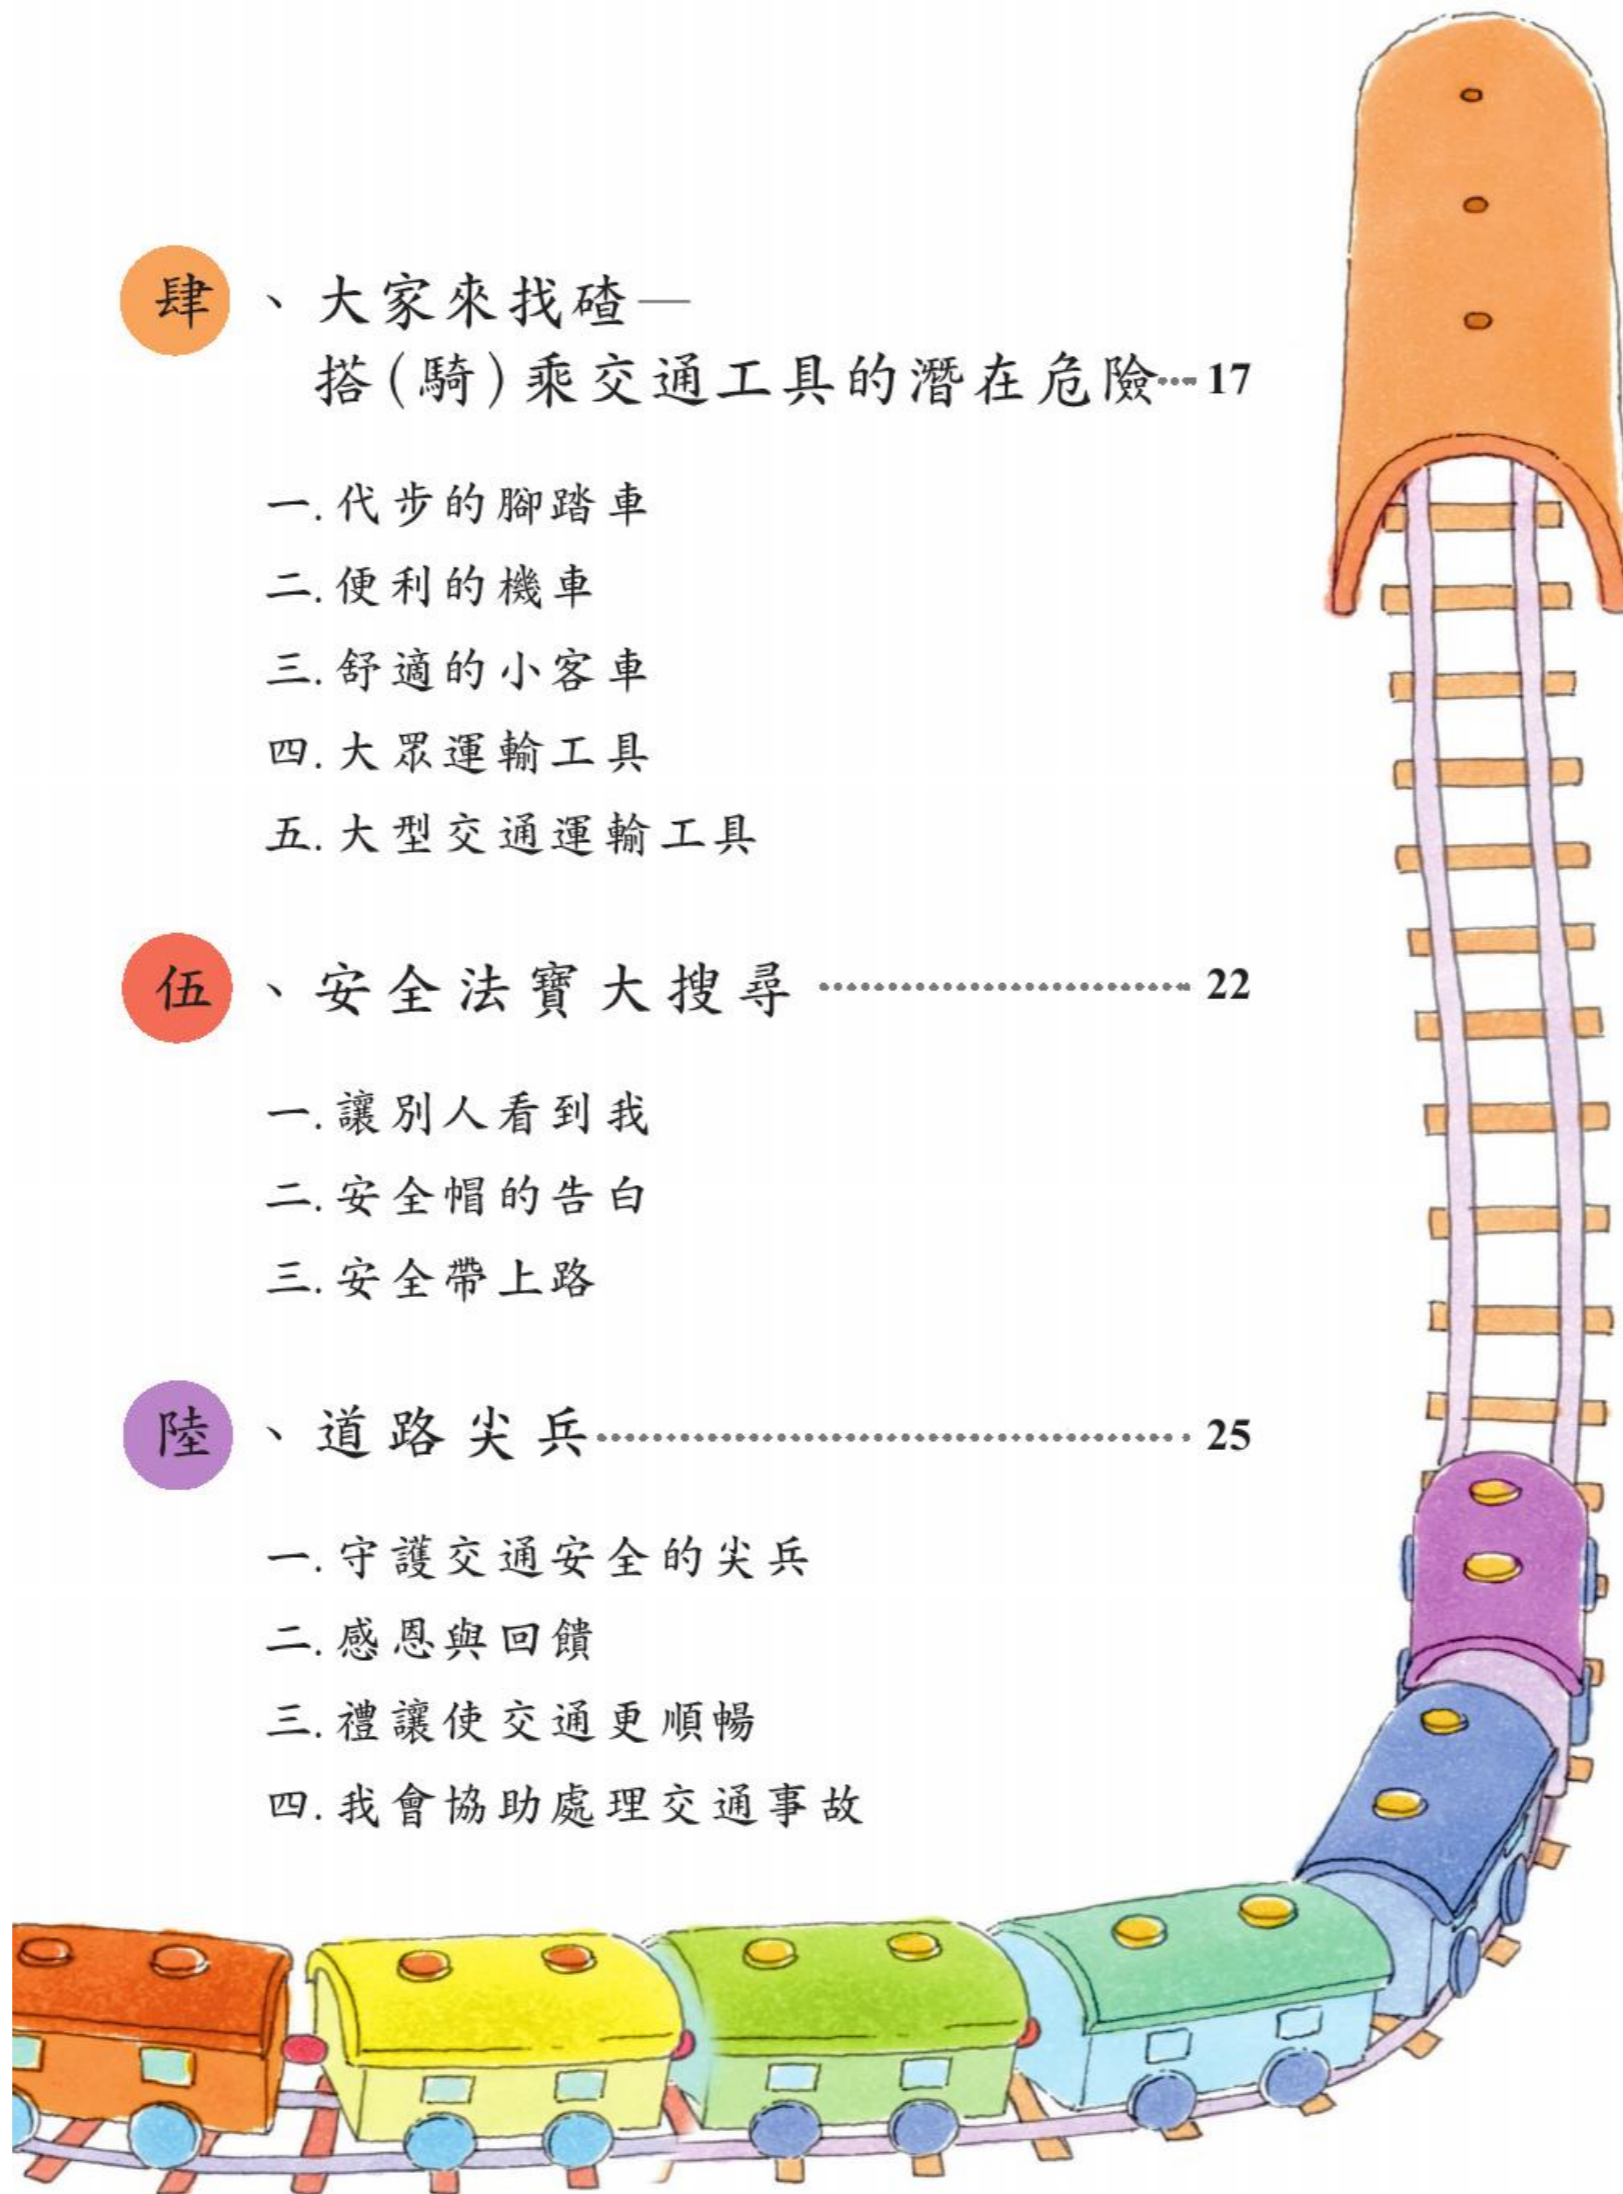 肆、大家來找碴—
搭(騎)乘交通工具的潛在危險…17
一.代步的腳踏車
二.便利的機車
三.舒適的小客車
四.大眾運輸工具
五.大型交通運輸工具
伍、安全法寶大搜尋………………………22
一.讓別人看到我
二.安全帽的告白
三.安全帶上路
陸、道路尖兵……………………………………25
一.守護交通安全的尖兵
二.感恩與回饋
三.禮讓使交通更順暢
四.我會協助處理交通事故